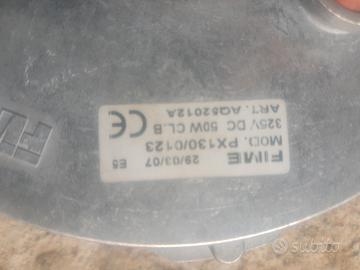 FIME
29/03/07 E5
MOD. PX130/0123
325V DC 50W CL.B
ART. AQ52012A
CE
subito